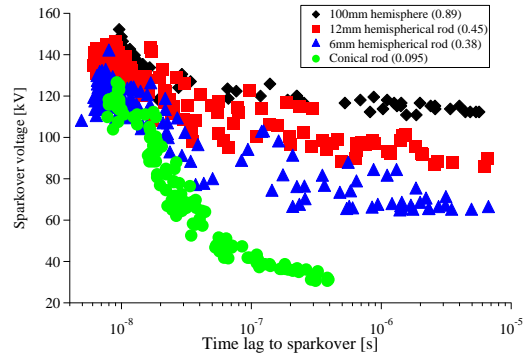 100mm hemisphere (0.89)
12mm hemispherical rod (0.45)
6mm hemispherical rod (0.38)
Conical rod (0.095)
160
140
120
100
80
60
40
20
Sparkover voltage [kV]
10^-8
10^-7
10^-6
10^-5
Time lag to sparkover [s]